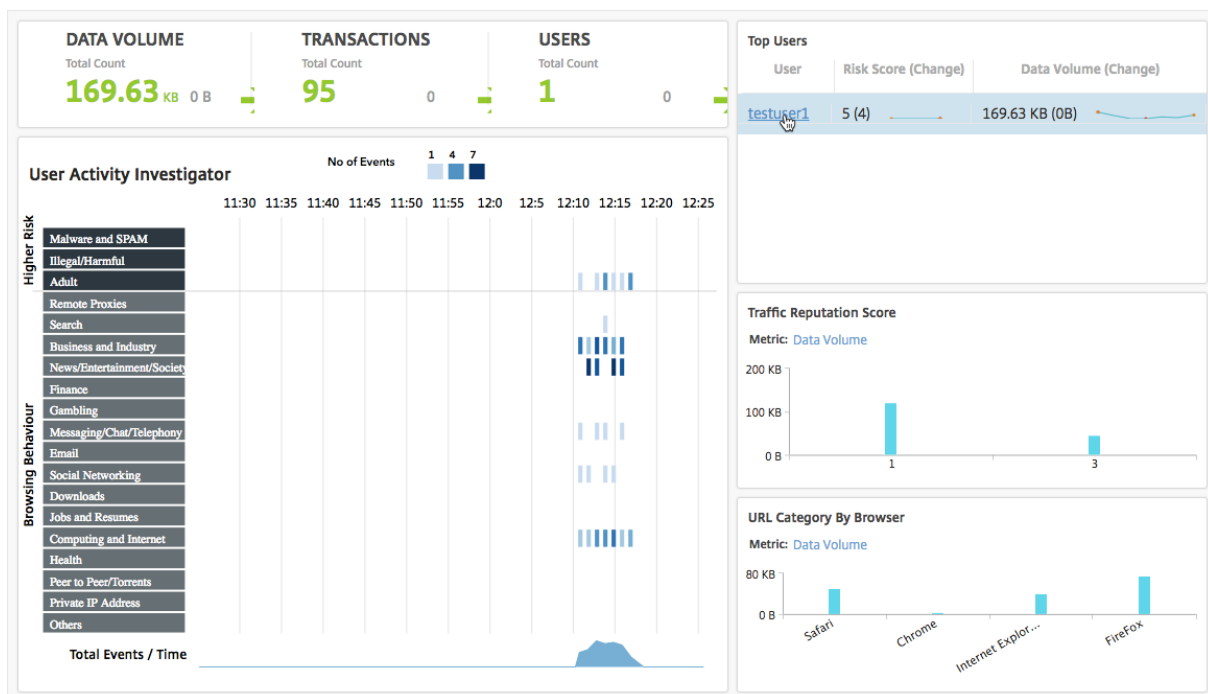 DATA VOLUME
Total Count
169.63 KB 0 B
TRANSACTIONS
Total Count
95 0
USERS
Total Count
1 0
User Activity Investigator
No of Events
1 4 7
11:30 11:35 11:40 11:45 11:50 11:55 12:0 12:5 12:10 12:15 12:20 12:25
Higher Risk
Malware and SPAM
Illegal/Harmful
Adult
Browsing Behaviour
Remote Proxies
Search
Business and Industry
News/Entertainment/Society
Finance
Gambling
Messaging/Chat/Telephony
Email
Social Networking
Downloads
Jobs and Resumes
Computing and Internet
Health
Peer to Peer/Torrents
Private IP Address
Others
Total Events / Time
Top Users
User Risk Score (Change) Data Volume (Change)
testuser1 5 (4) 169.63 KB (0B)
Traffic Reputation Score
Metric: Data Volume
200 KB
100 KB
0 B
1 3
URL Category By Browser
Metric: Data Volume
80 KB
0 B
Safari Chrome Internet Explor... FireFox